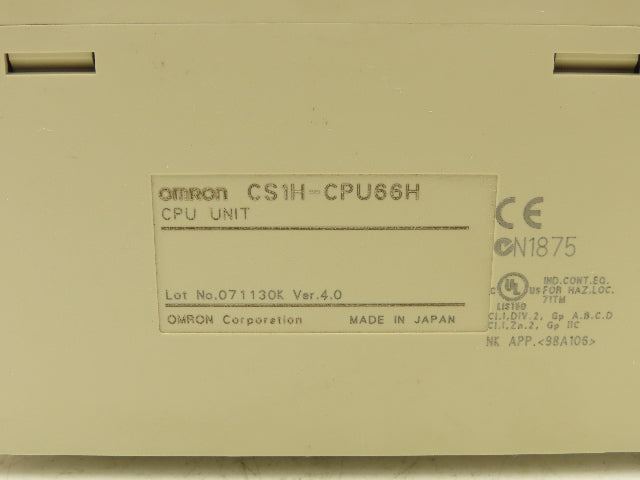 OMRON CS1H-CPU66H
CPU UNIT
Lot No.071130K Ver.4.0
OMRON Corporation MADE IN JAPAN
CE
N1875
C UL US IND.CONT.EQ.
FOR HAZ.LOC.
LISTED 71TM
Cl.I,DIV.2, Gp A.B.C.D
Cl.I,Zn.2, Gp IIC
NK APP.<98A106>